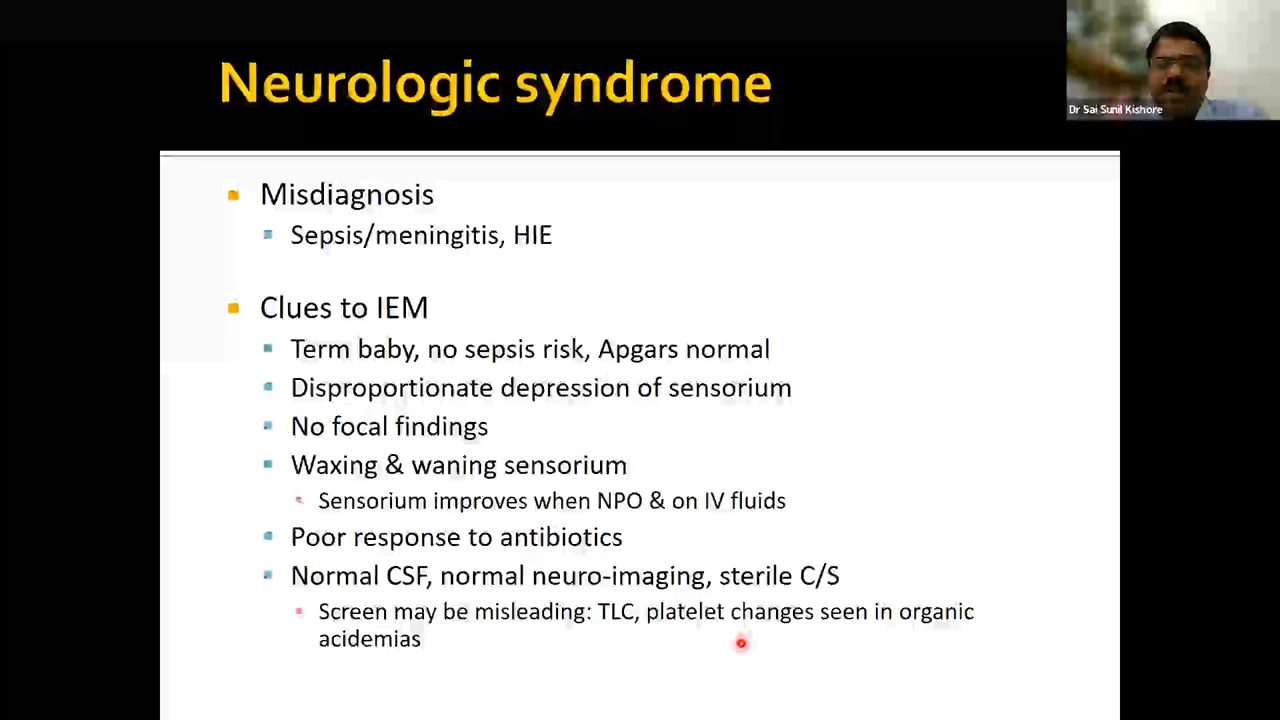 Neurologic syndrome
Dr Sai Sunil Kishore
Misdiagnosis
Sepsis/meningitis, HIE
Clues to IEM
Term baby, no sepsis risk, Apgars normal
Disproportionate depression of sensorium
No focal findings
Waxing & waning sensorium
Sensorium improves when NPO & on IV fluids
Poor response to antibiotics
Normal CSF, normal neuro-imaging, sterile C/S
Screen may be misleading: TLC, platelet changes seen in organic
acidemias